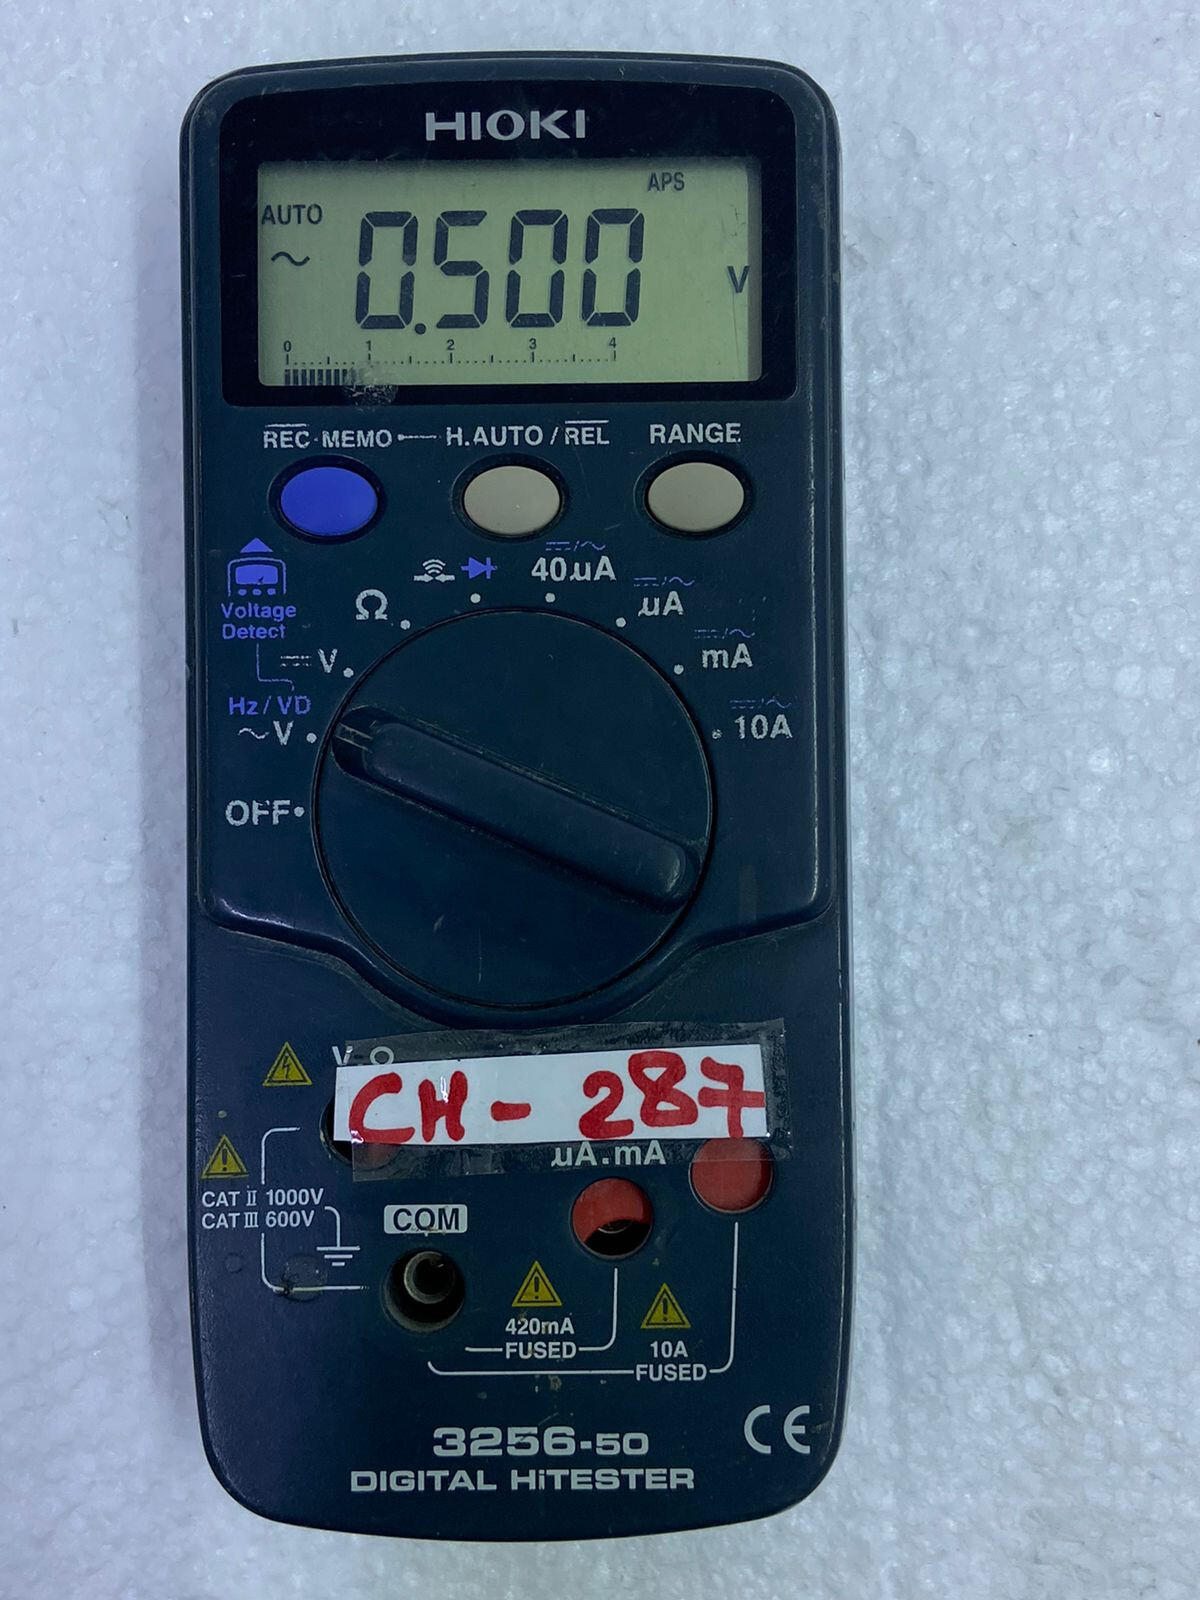 HIOKI
APS
AUTO
~ 0.500 V
0 1 2 3 4
REC·MEMO H.AUTO / REL RANGE
40µA
Ω µA
Voltage
Detect
V mA
Hz / VD
~V 10A
OFF
V·Ω
CH - 287
µA.mA
CAT II 1000V
CAT III 600V
COM
420mA
FUSED
10A
FUSED
CE
3256-50
DIGITAL HiTESTER